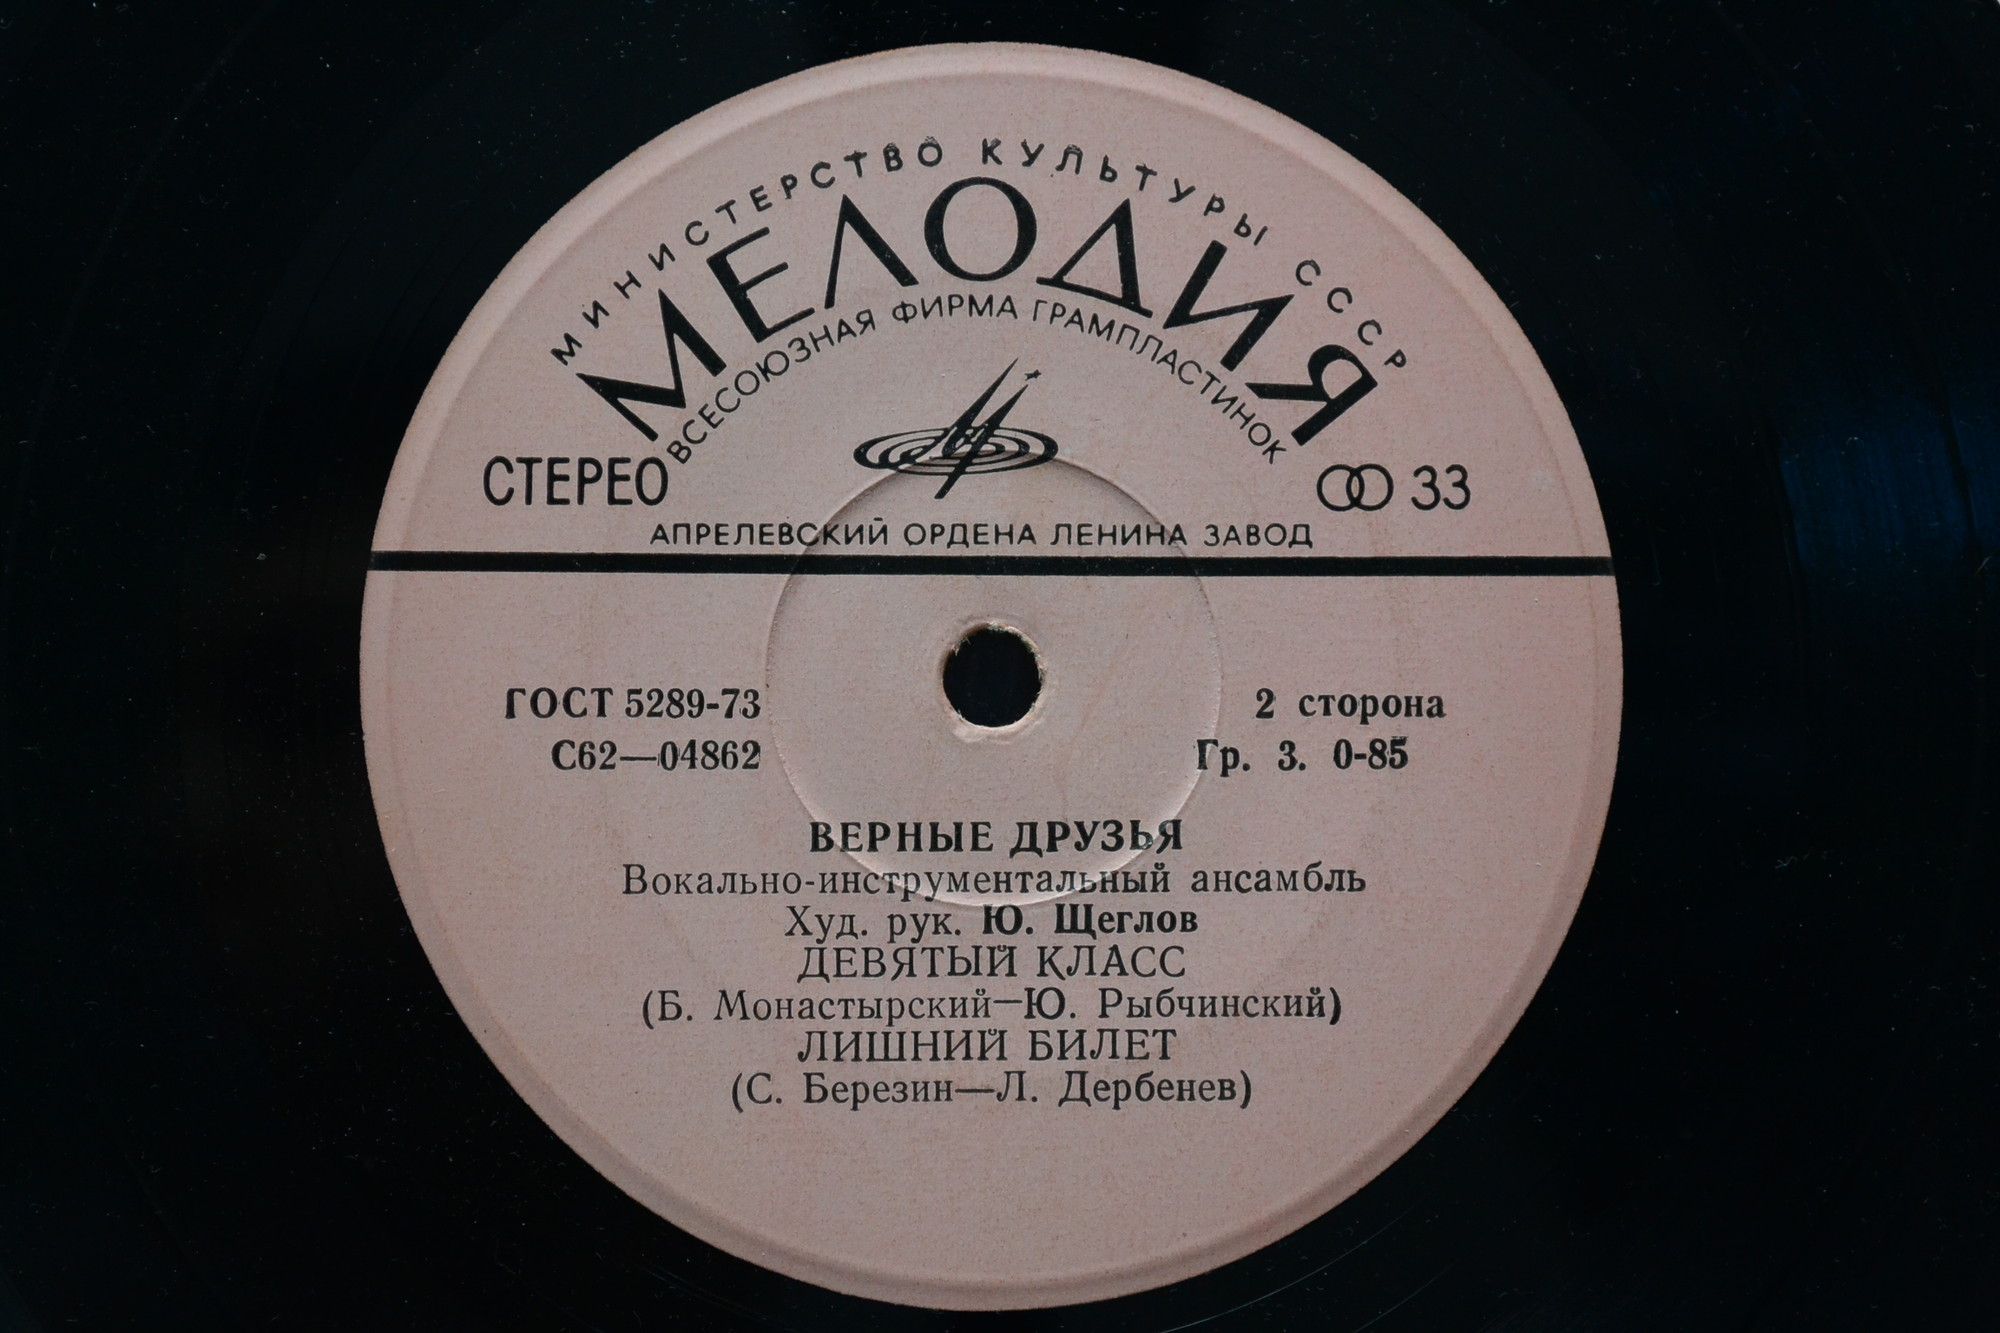 МИНИСТЕРСТВО КУЛЬТУРЫ СССР
МЕЛОДИЯ
ВСЕСОЮЗНАЯ ФИРМА ГРАМПЛАСТИНОК
СТЕРЕО
33
АПРЕЛЕВСКИЙ ОРДЕНА ЛЕНИНА ЗАВОД
ГОСТ 5289-73
2 сторона
С62—04862
Гр. 3. 0-85
ВЕРНЫЕ ДРУЗЬЯ
Вокально-инструментальный ансамбль
Худ. рук. Ю. Щеглов
ДЕВЯТЫЙ КЛАСС
(Б. Монастырский—Ю. Рыбчинский)
ЛИШНИЙ БИЛЕТ
(С. Березин—Л. Дербенев)